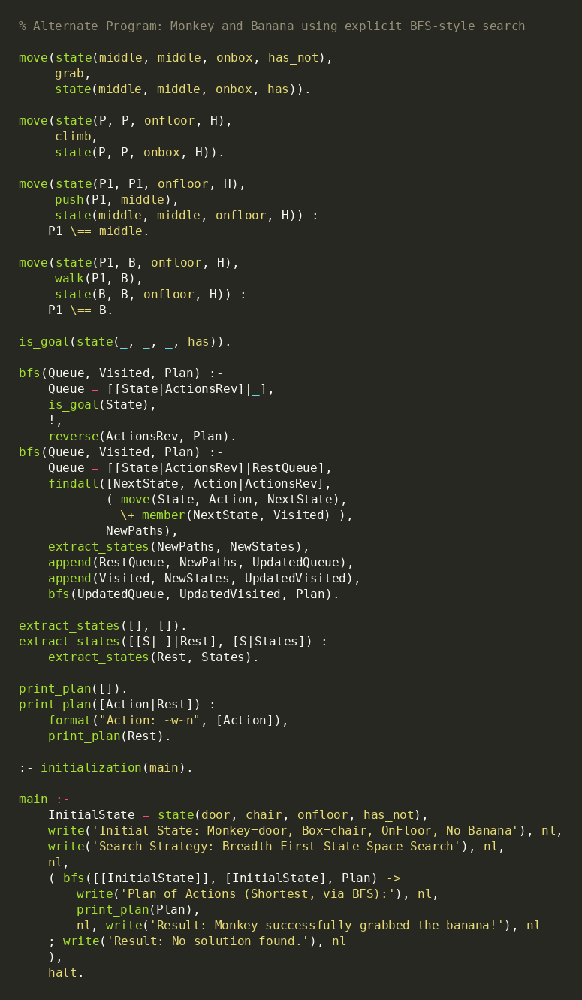 % Alternate Program: Monkey and Banana using explicit BFS-style search

move(state(middle, middle, onbox, has_not),
     grab,
     state(middle, middle, onbox, has)).

move(state(P, P, onfloor, H),
     climb,
     state(P, P, onbox, H)).

move(state(P1, P1, onfloor, H),
     push(P1, middle),
     state(middle, middle, onfloor, H)) :-
    P1 \== middle.

move(state(P1, B, onfloor, H),
     walk(P1, B),
     state(B, B, onfloor, H)) :-
    P1 \== B.

is_goal(state(_, _, _, has)).

bfs(Queue, Visited, Plan) :-
    Queue = [[State|ActionsRev]|_],
    is_goal(State),
    !,
    reverse(ActionsRev, Plan).
bfs(Queue, Visited, Plan) :-
    Queue = [[State|ActionsRev]|RestQueue],
    findall([NextState, Action|ActionsRev],
            ( move(State, Action, NextState),
              \+ member(NextState, Visited) ),
            NewPaths),
    extract_states(NewPaths, NewStates),
    append(RestQueue, NewPaths, UpdatedQueue),
    append(Visited, NewStates, UpdatedVisited),
    bfs(UpdatedQueue, UpdatedVisited, Plan).

extract_states([], []).
extract_states([[S|_]|Rest], [S|States]) :-
    extract_states(Rest, States).

print_plan([]).
print_plan([Action|Rest]) :-
    format("Action: ~w~n", [Action]),
    print_plan(Rest).

:- initialization(main).

main :-
    InitialState = state(door, chair, onfloor, has_not),
    write('Initial State: Monkey=door, Box=chair, OnFloor, No Banana'), nl,
    write('Search Strategy: Breadth-First State-Space Search'), nl,
    nl,
    ( bfs([[InitialState]], [InitialState], Plan) ->
        write('Plan of Actions (Shortest, via BFS):'), nl,
        print_plan(Plan),
        nl, write('Result: Monkey successfully grabbed the banana!'), nl
    ; write('Result: No solution found.'), nl
    ),
    halt.